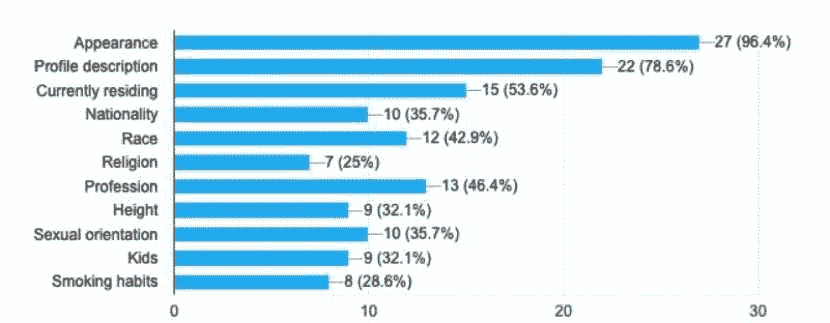 Appearance 27 (96.4%)
Profile description 22 (78.6%)
Currently residing 15 (53.6%)
Nationality 10 (35.7%)
Race 12 (42.9%)
Religion 7 (25%)
Profession 13 (46.4%)
Height 9 (32.1%)
Sexual orientation 10 (35.7%)
Kids 9 (32.1%)
Smoking habits 8 (28.6%)
0 10 20 30